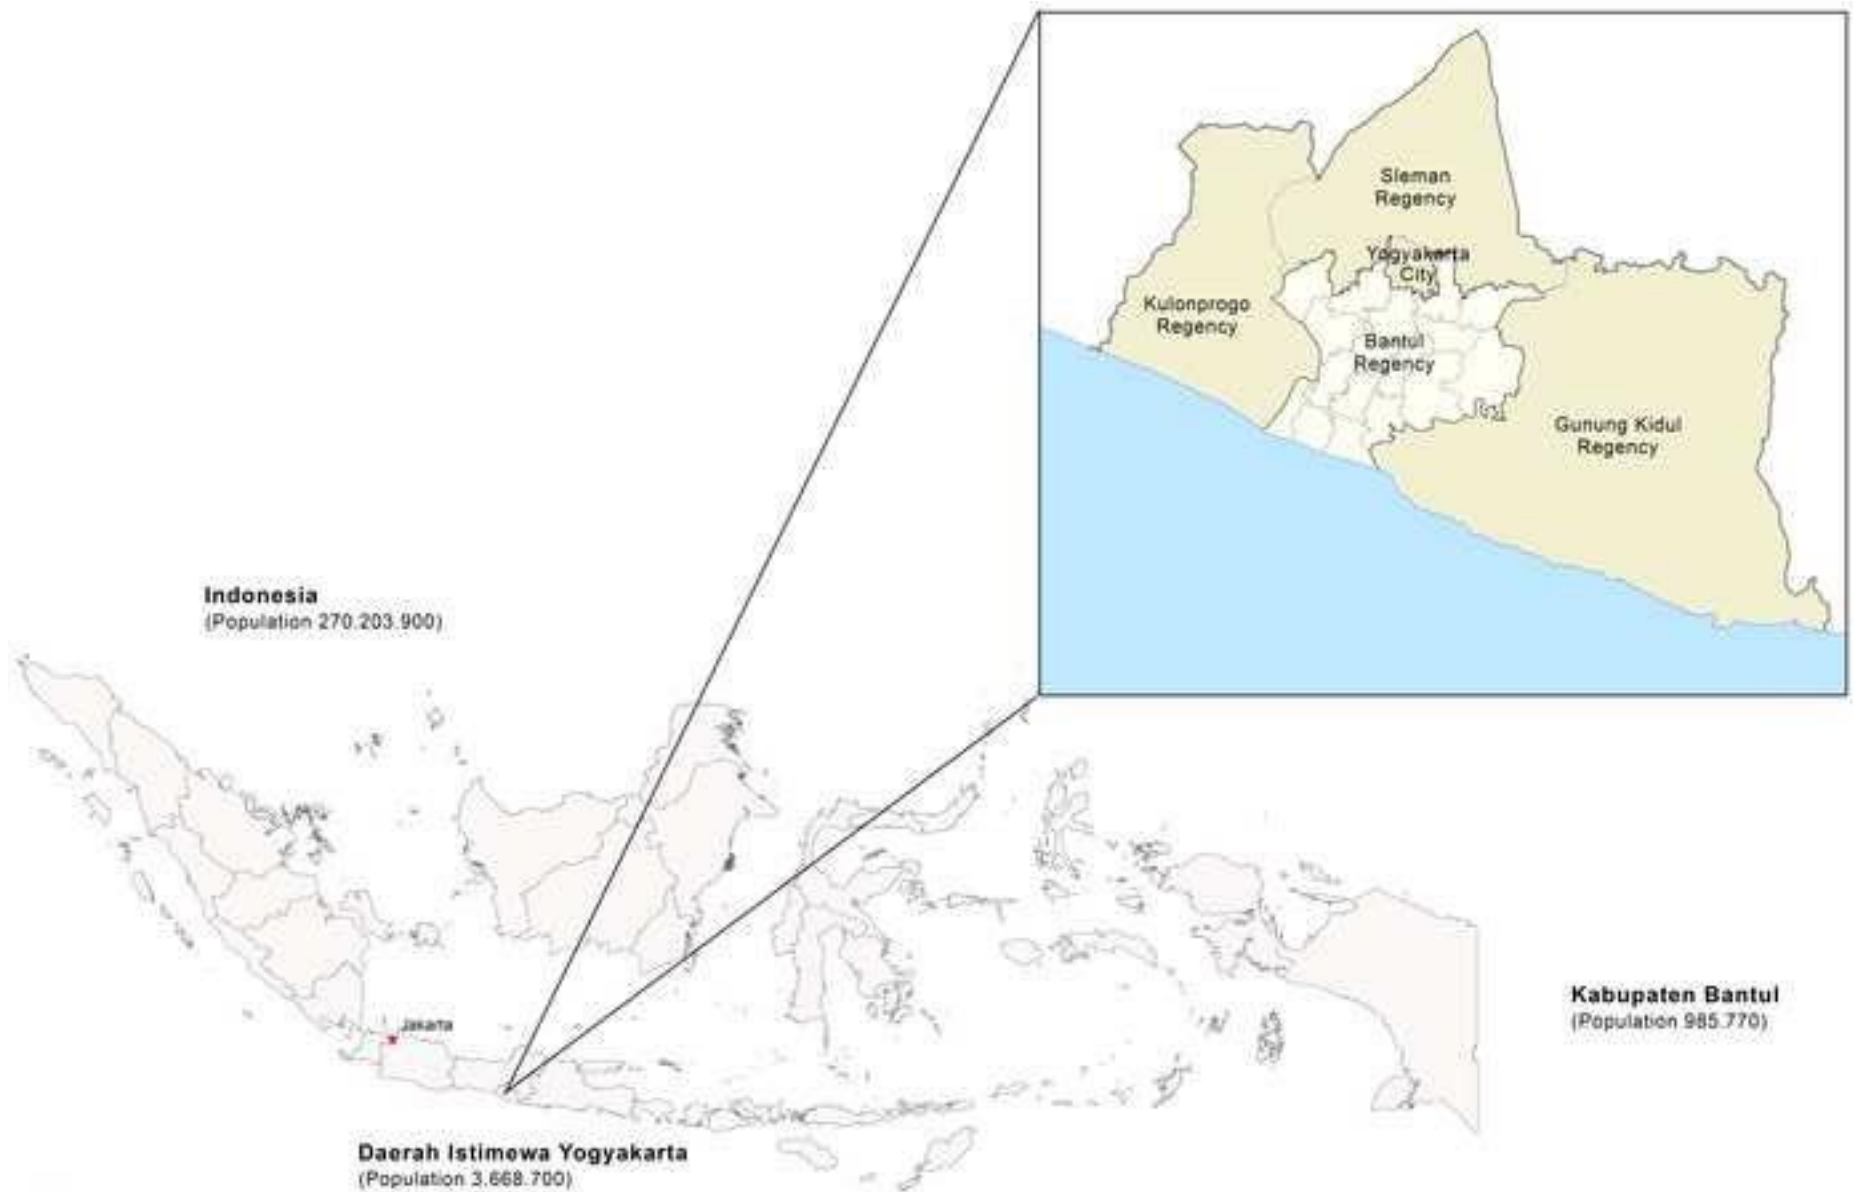 Sleman
Regency
Yogyakarta
City
Kulonprogo
Regency
Bantul
Regency
Gunung Kidul
Regency
Indonesia
(Population 270.203.900)
Jakarta
Kabupaten Bantul
(Population 985.770)
Daerah Istimewa Yogyakarta
(Population 3.668.700)